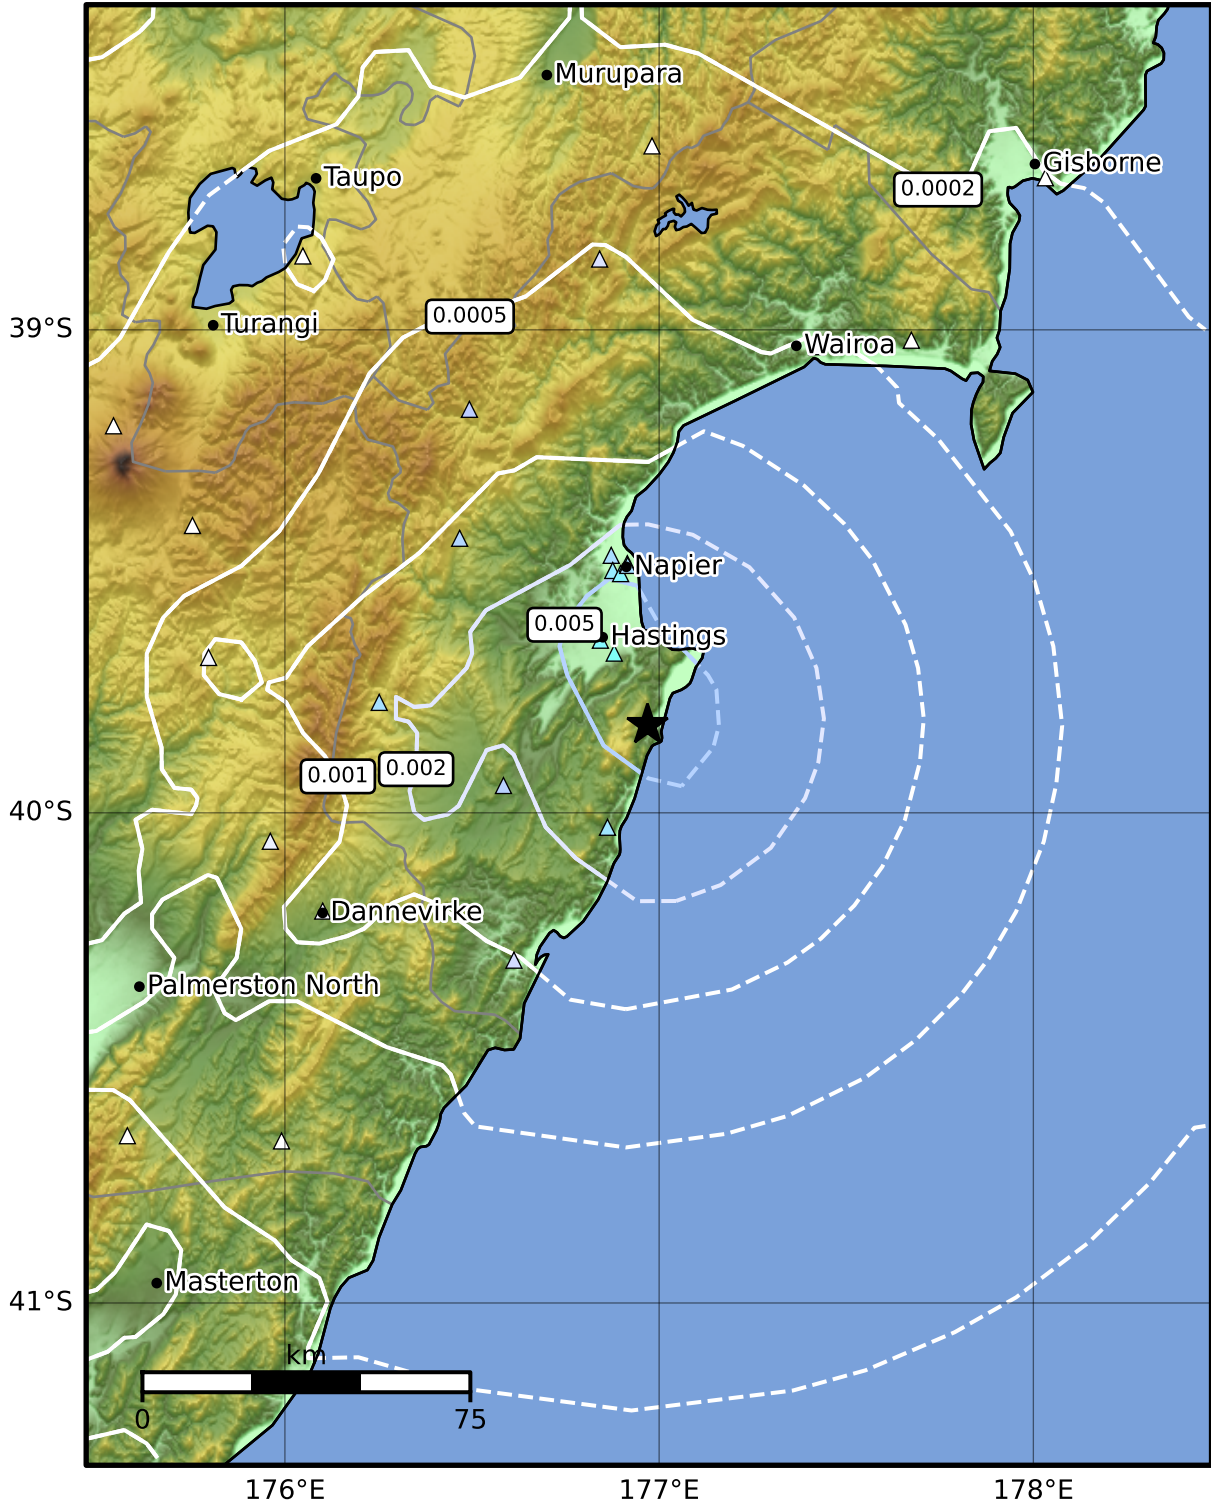 Murupara
Gisborne
Taupo
0.0002
0.0005
Turangi
39°S
Wairoa
Napier
0.005
Hastings
0.001
0.002
40°S
Dannevirke
Palmerston North
Masterton
41°S
km
0
75
176°E
177°E
178°E